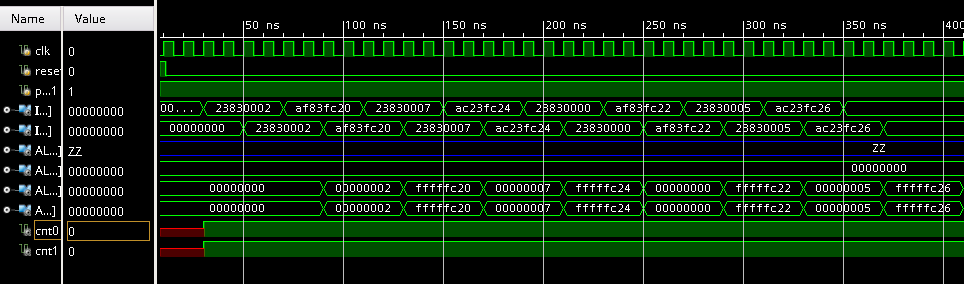 Name Value
50 ns 100 ns 150 ns 200 ns 250 ns 300 ns 350 ns 400
clk 0
reset 0
p...1 1
I...] 00000000 00... 23830002 af83fc20 23830007 ac23fc24 23830000 af83fc22 23830005 ac23fc26
I...] 00000000 00000000 23830002 af83fc20 23830007 ac23fc24 23830000 af83fc22 23830005 ac23fc26
AL...] ZZ ZZ
AL...] 00000000 00000000
AL...] 00000000 00000000 00000002 fffffc20 00000007 fffffc24 00000000 fffffc22 00000005 fffffc26
A...] 00000000 00000000 00000002 fffffc20 00000007 fffffc24 00000000 fffffc22 00000005 fffffc26
cnt0 0
cnt1 0